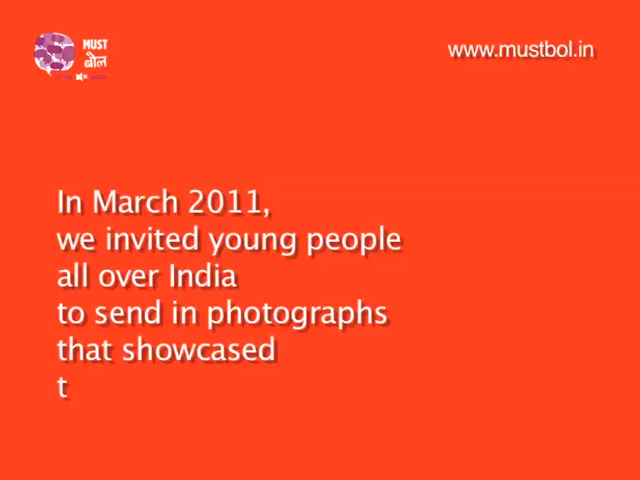 MUST
बोल
www.mustbol.in
In March 2011,
we invited young people
all over India
to send in photographs
that showcased
t